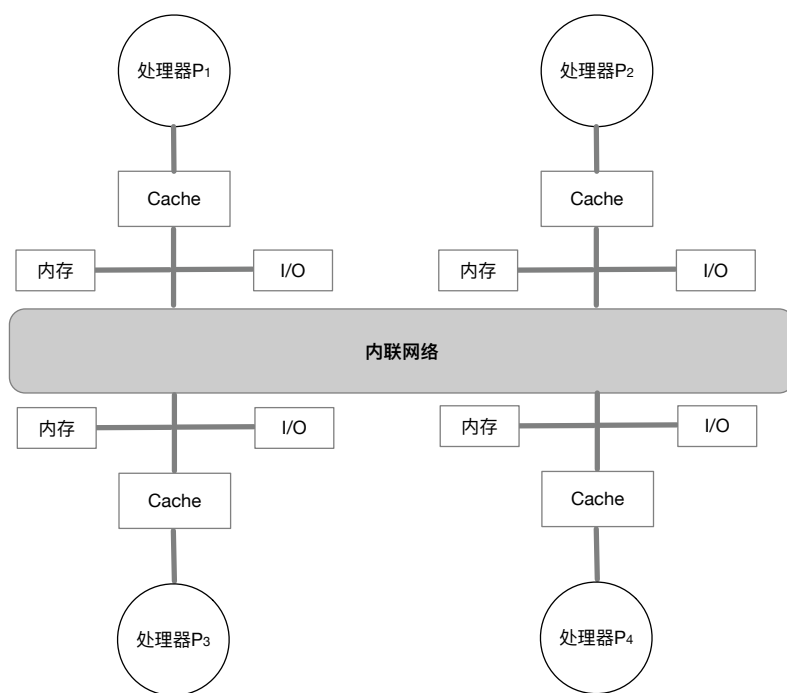 处理器P1
处理器P2
Cache
Cache
内存
I/O
内存
I/O
内联网络
内存
I/O
内存
I/O
Cache
Cache
处理器P3
处理器P4